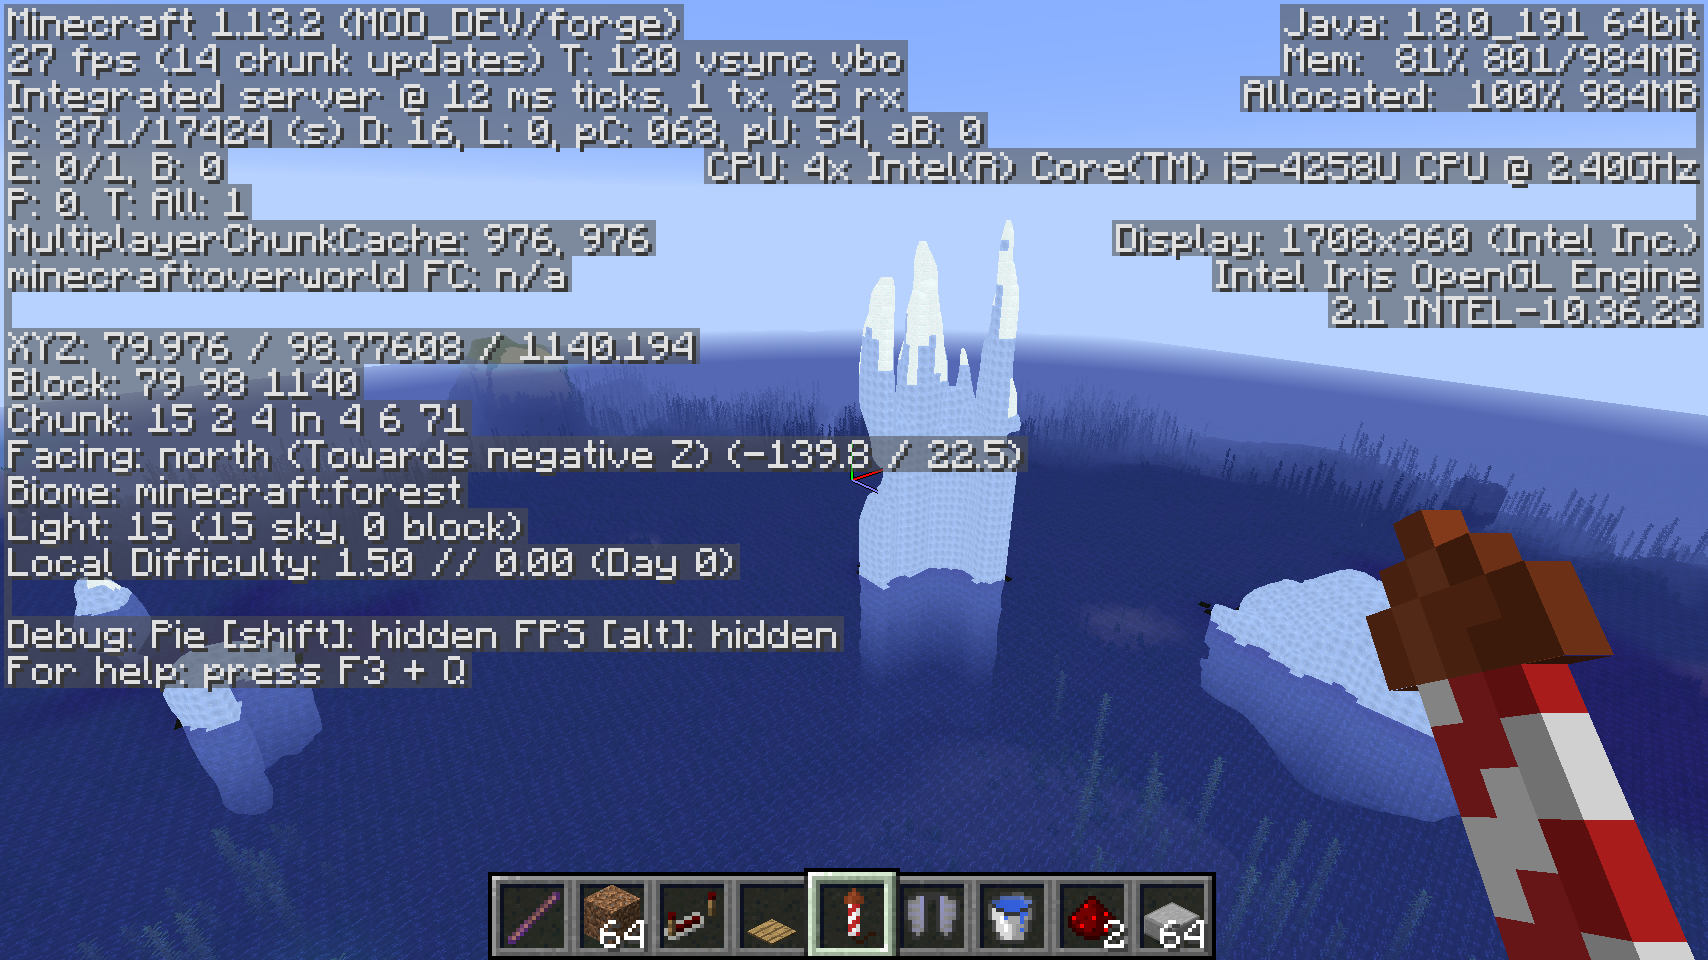 Minecraft 1.13.2 (MOD_DEV/forge)
27 fps (14 chunk updates) T: 120 vsync vbo
Integrated server @ 12 ms ticks, 1 tx, 25 rx
C: 871/17424 (s) D: 16, L: 0, pC: 068, pU: 54, aB: 0
E: 0/1, B: 0
P: 0. T: All: 1
MultiplayerChunkCache: 976, 976
minecraft:overworld FC: n/a
XYZ: 79.976 / 98.77608 / 1140.194
Block: 79 98 1140
Chunk: 15 2 4 in 4 6 71
Facing: north (Towards negative Z) (-139.8 / 22.5)
Biome: minecraft:forest
Light: 15 (15 sky, 0 block)
Local Difficulty: 1.50 // 0.00 (Day 0)
Debug: Pie [shift]: hidden FPS [alt]: hidden
For help: press F3 + Q
Java: 1.8.0_191 64bit
Mem: 81% 801/984MB
Allocated: 100% 984MB
CPU: 4x Intel(R) Core(TM) i5-4258U CPU @ 2.40GHz
Display: 1708x960 (Intel Inc.)
Intel Iris OpenGL Engine
2.1 INTEL-10.36.23
64
2
64